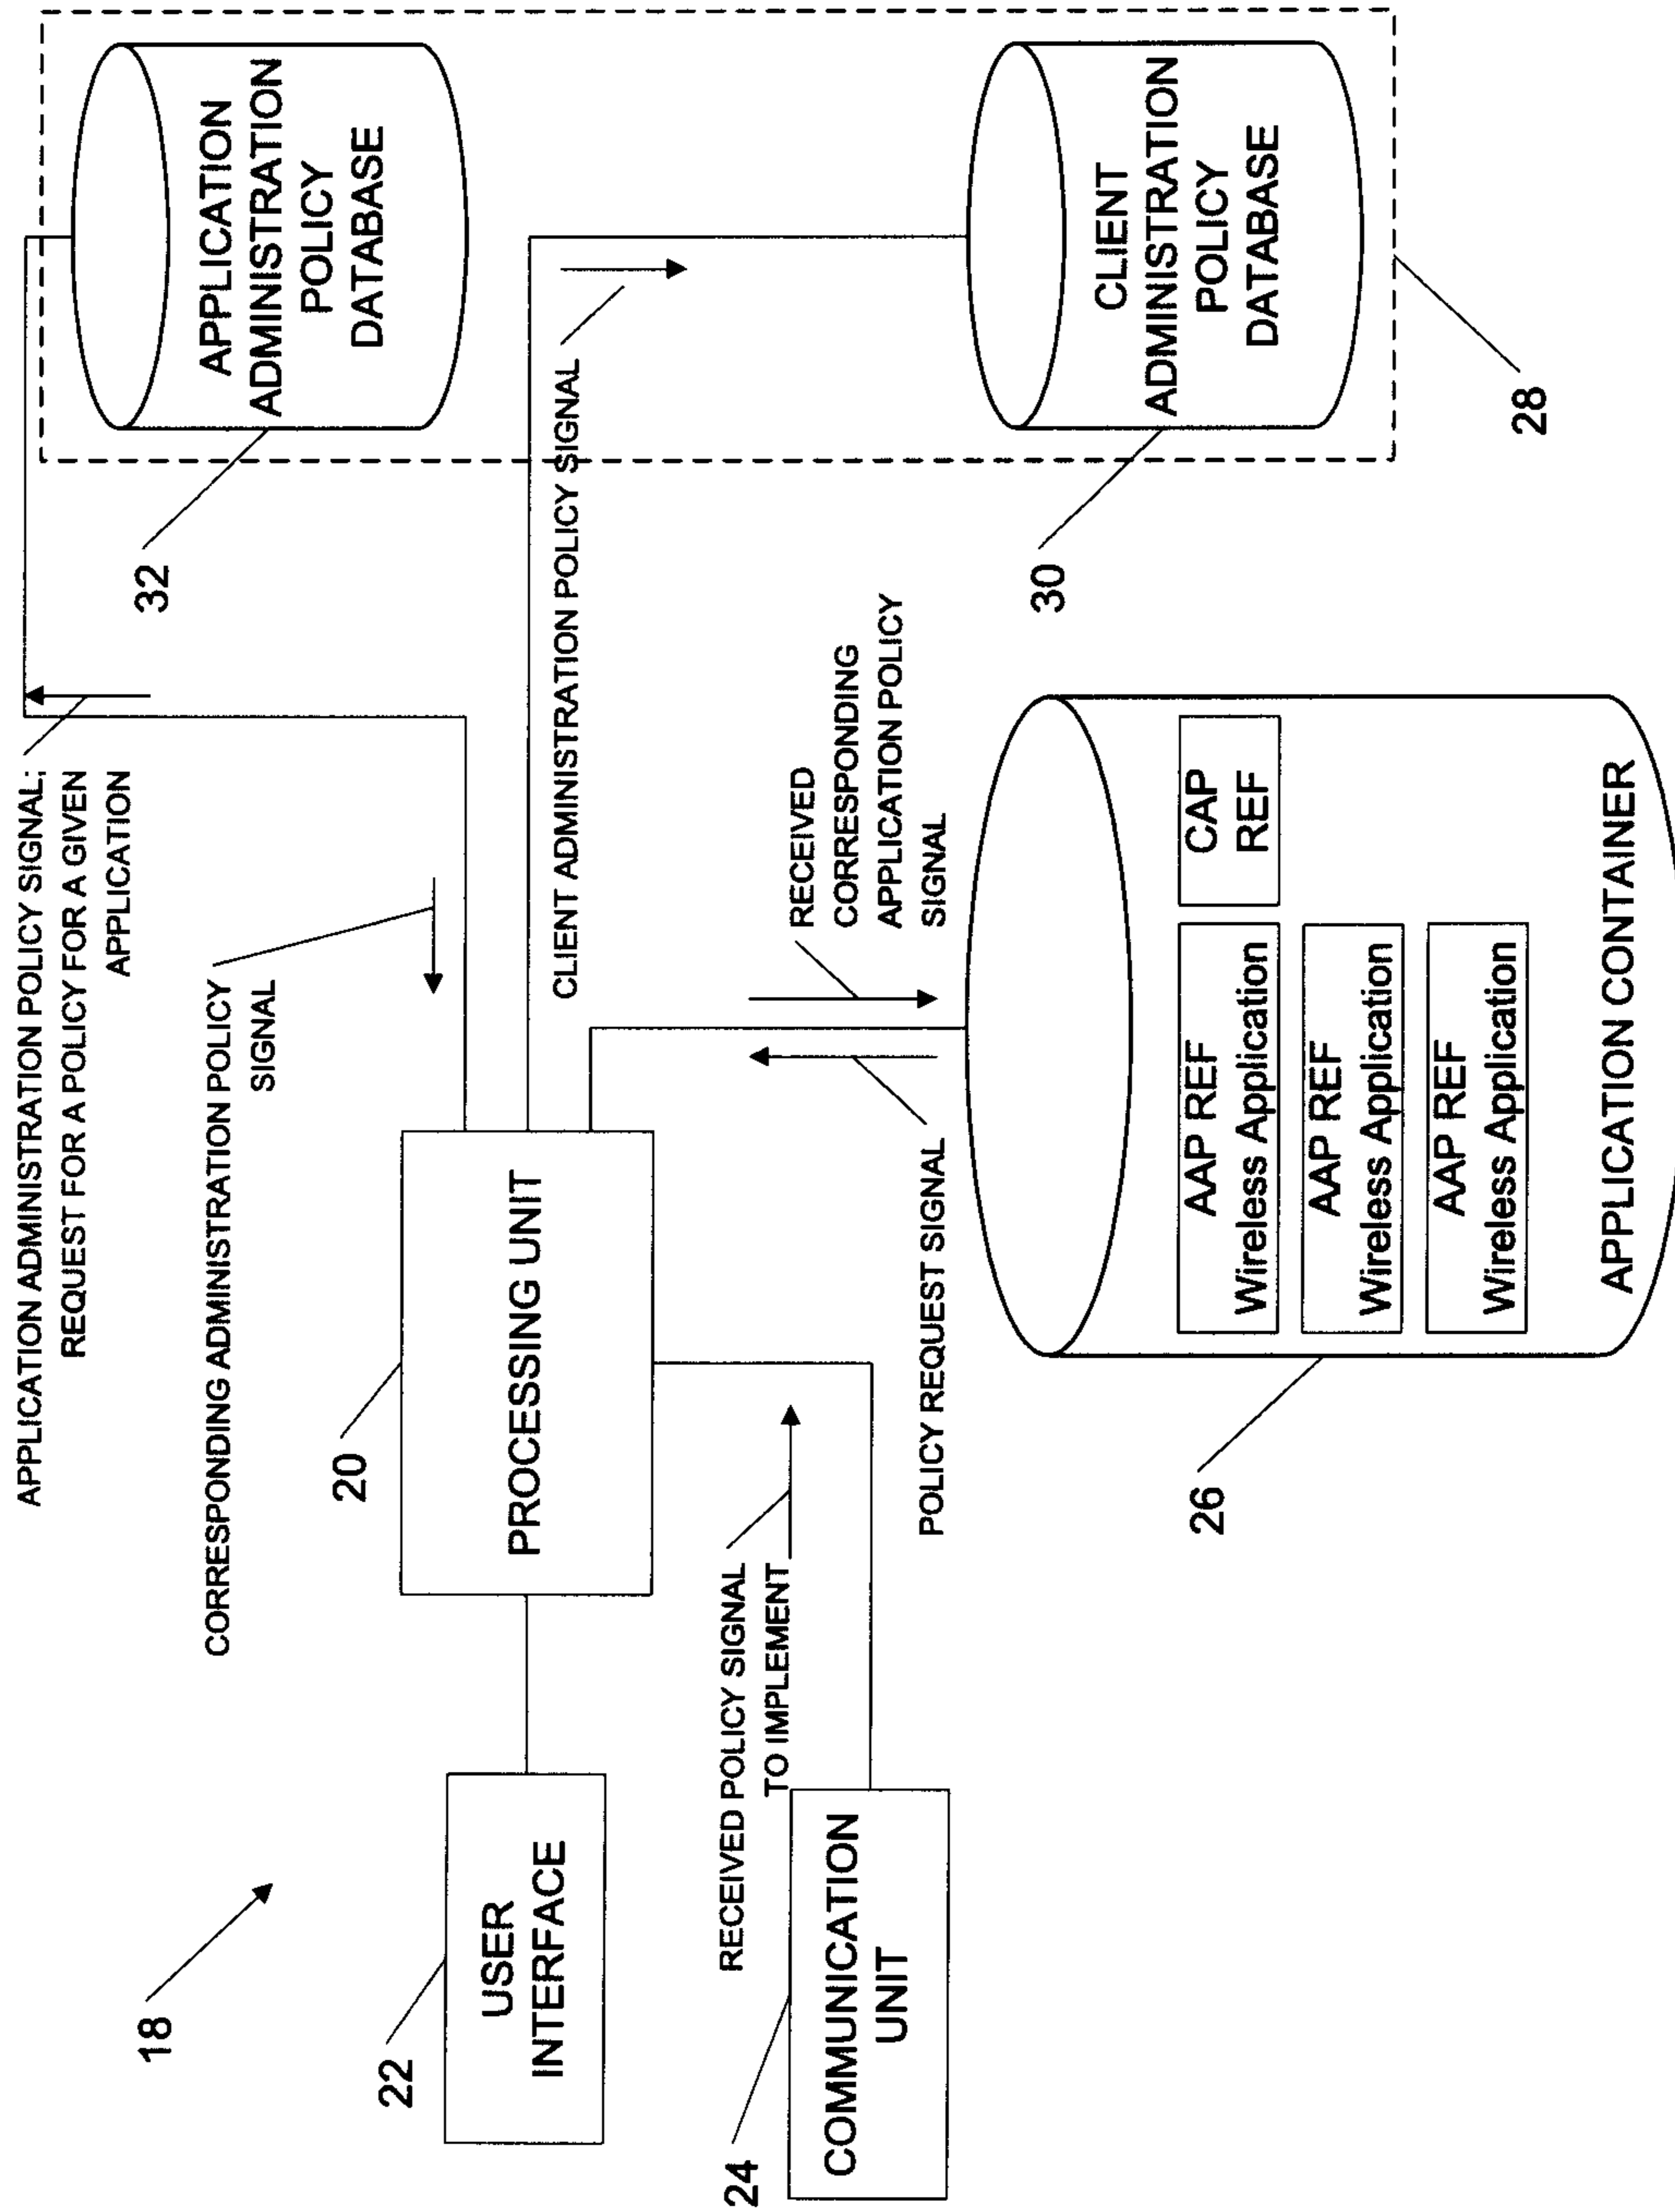 APPLICATION ADMINISTRATION POLICY SIGNAL;
REQUEST FOR A POLICY FOR A GIVEN
APPLICATION
CORRESPONDING ADMINISTRATION POLICY
SIGNAL
18
32
APPLICATION
ADMINISTRATION
POLICY
DATABASE
20
PROCESSING UNIT
22
USER
INTERFACE
CLIENT ADMINISTRATION POLICY SIGNAL
RECEIVED POLICY SIGNAL
TO IMPLEMENT
24
COMMUNICATION
UNIT
RECEIVED
CORRESPONDING
APPLICATION POLICY
SIGNAL
POLICY REQUEST SIGNAL
30
CLIENT
ADMINISTRATION
POLICY
DATABASE
28
26
AAP REF
Wireless Application
CAP
REF
AAP REF
Wireless Application
AAP REF
Wireless Application
APPLICATION CONTAINER